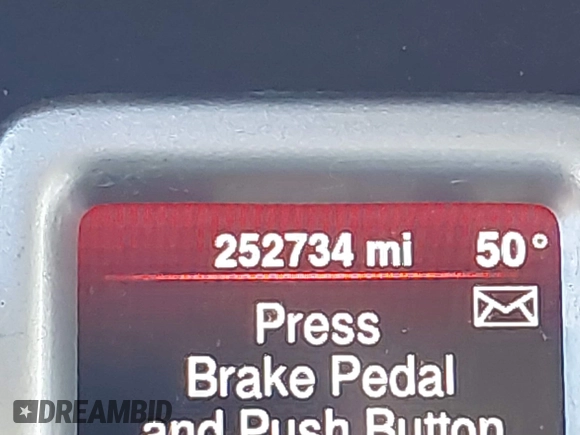 252734 mi 50°
Press
Brake Pedal
and Push Button
DREAMBID